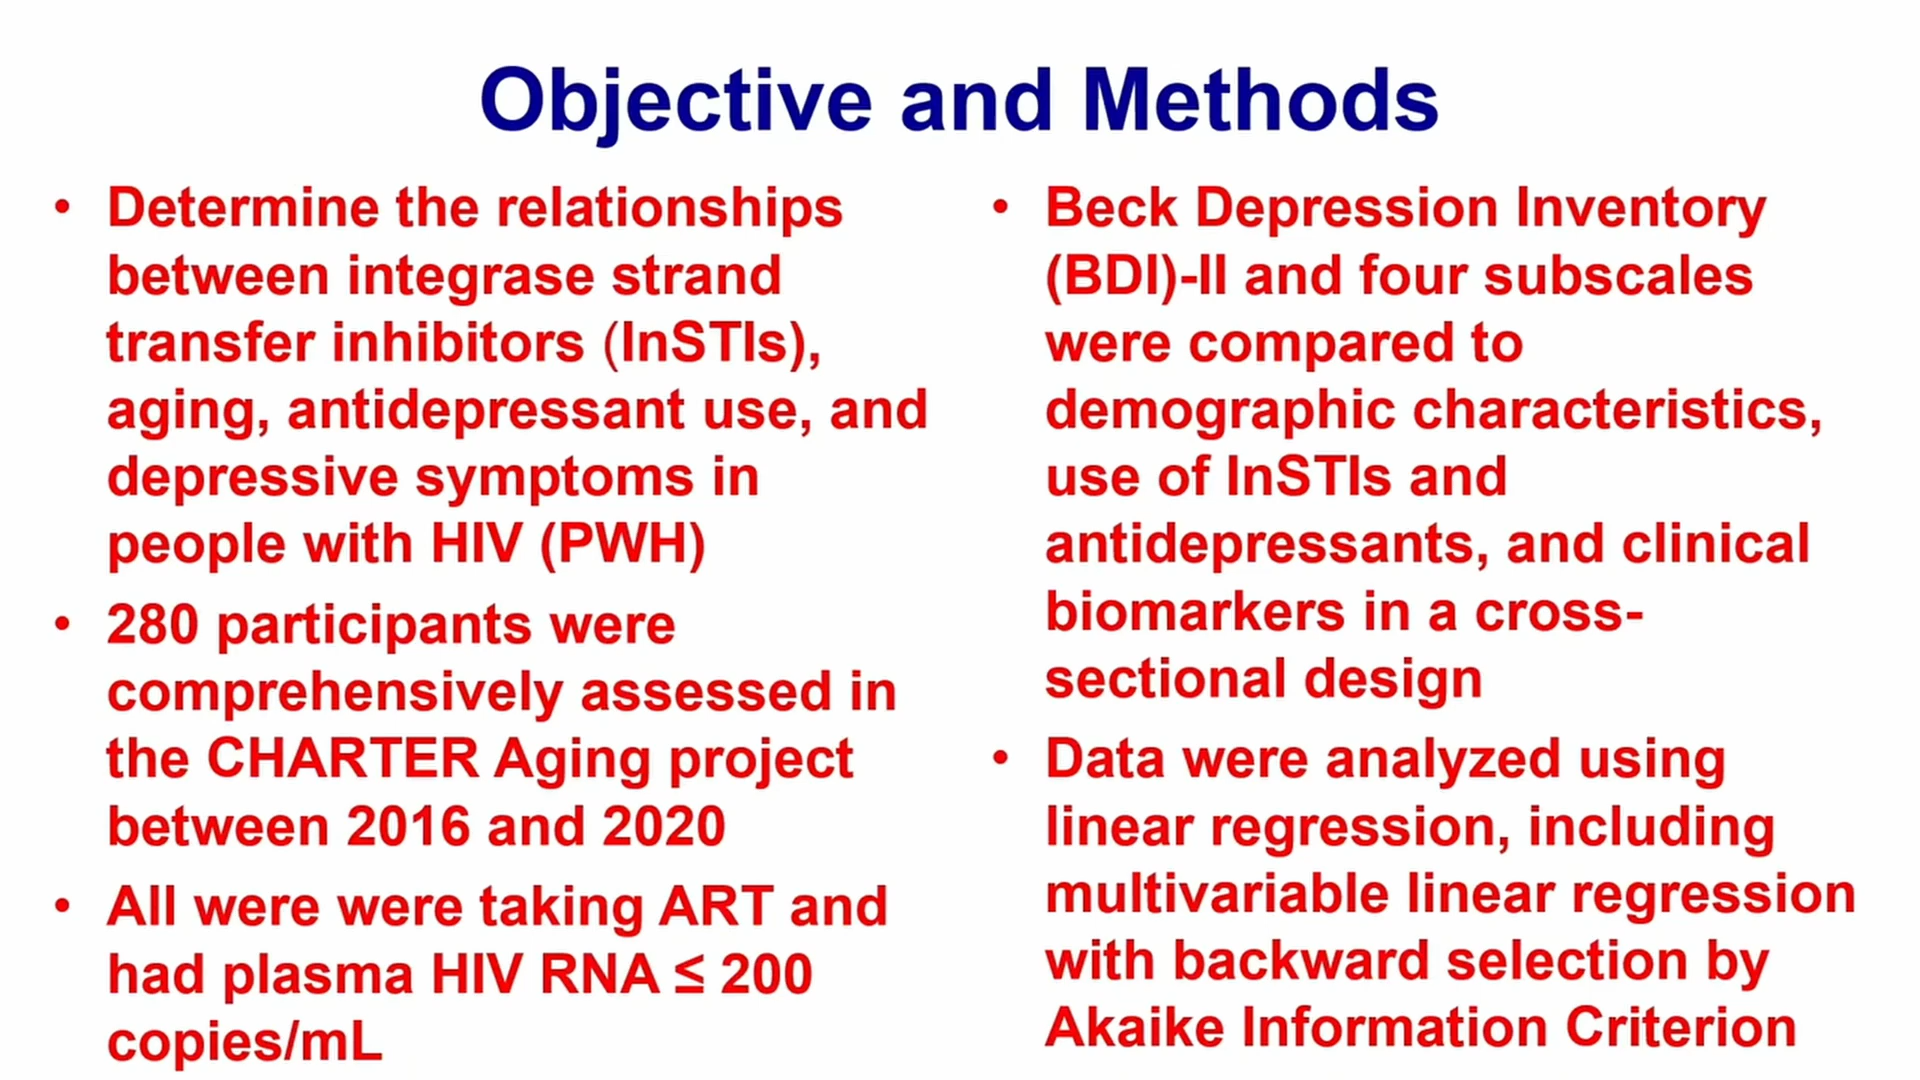 Objective and Methods
• Determine the relationships
between integrase strand
transfer inhibitors (InSTIs),
aging, antidepressant use, and
depressive symptoms in
people with HIV (PWH)
• 280 participants were
comprehensively assessed in
the CHARTER Aging project
between 2016 and 2020
• All were were taking ART and
had plasma HIV RNA ≤ 200
copies/mL
• Beck Depression Inventory
(BDI)-II and four subscales
were compared to
demographic characteristics,
use of InSTIs and
antidepressants, and clinical
biomarkers in a cross-
sectional design
• Data were analyzed using
linear regression, including
multivariable linear regression
with backward selection by
Akaike Information Criterion